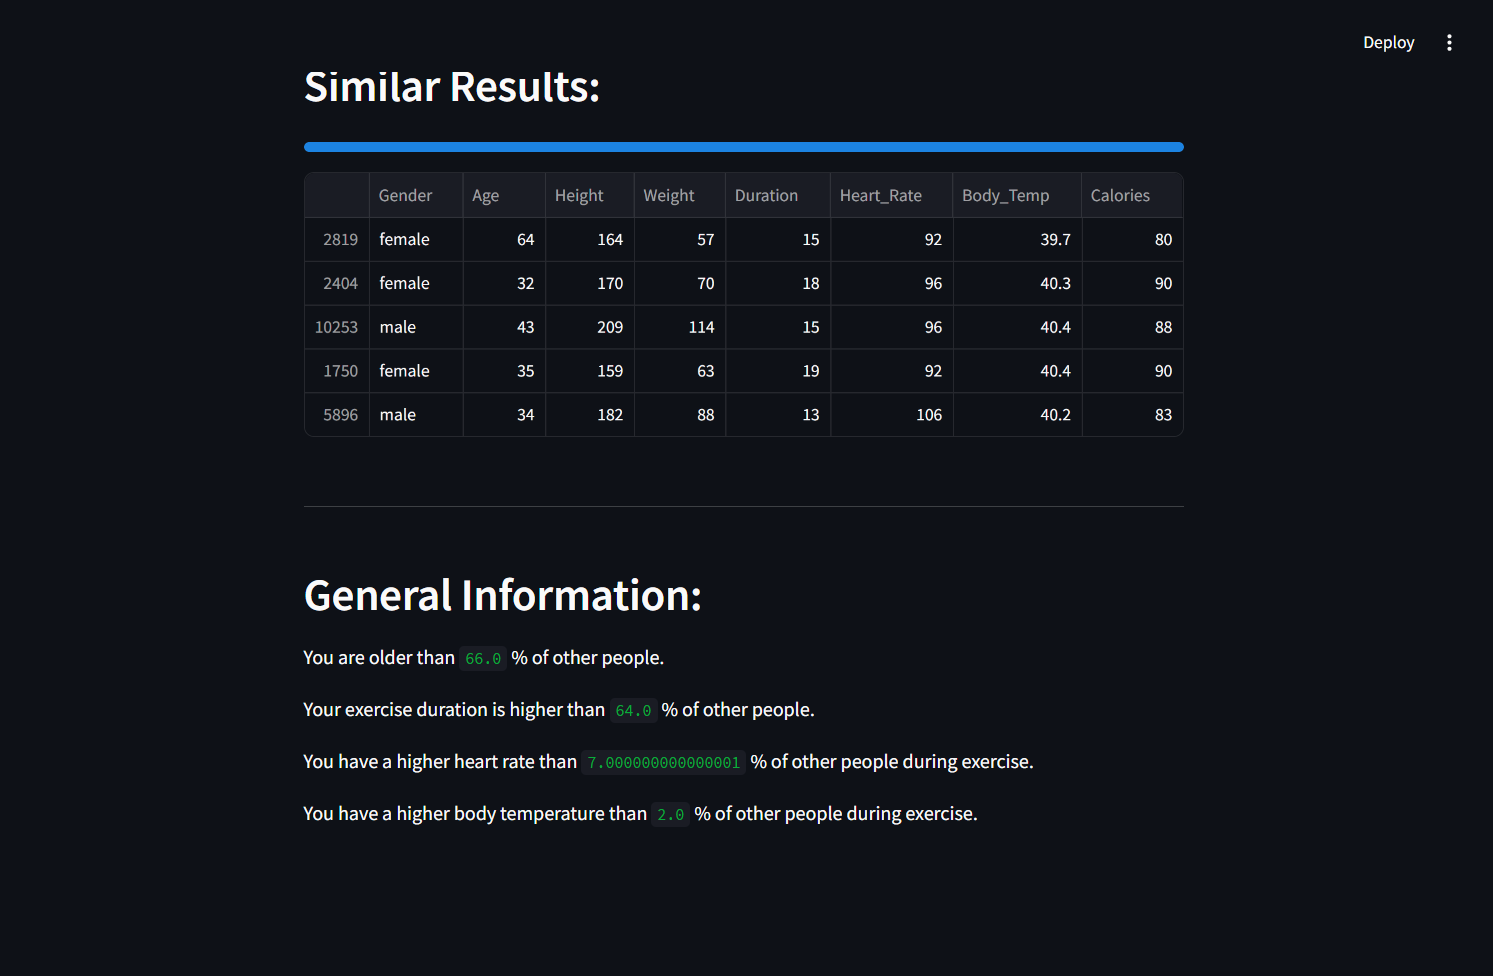 Deploy
Similar Results:
Gender Age Height Weight Duration Heart_Rate Body_Temp Calories
2819 female 64 164 57 15 92 39.7 80
2404 female 32 170 70 18 96 40.3 90
10253 male 43 209 114 15 96 40.4 88
1750 female 35 159 63 19 92 40.4 90
5896 male 34 182 88 13 106 40.2 83
General Information:
You are older than 66.0 % of other people.
Your exercise duration is higher than 64.0 % of other people.
You have a higher heart rate than 7.000000000000001 % of other people during exercise.
You have a higher body temperature than 2.0 % of other people during exercise.